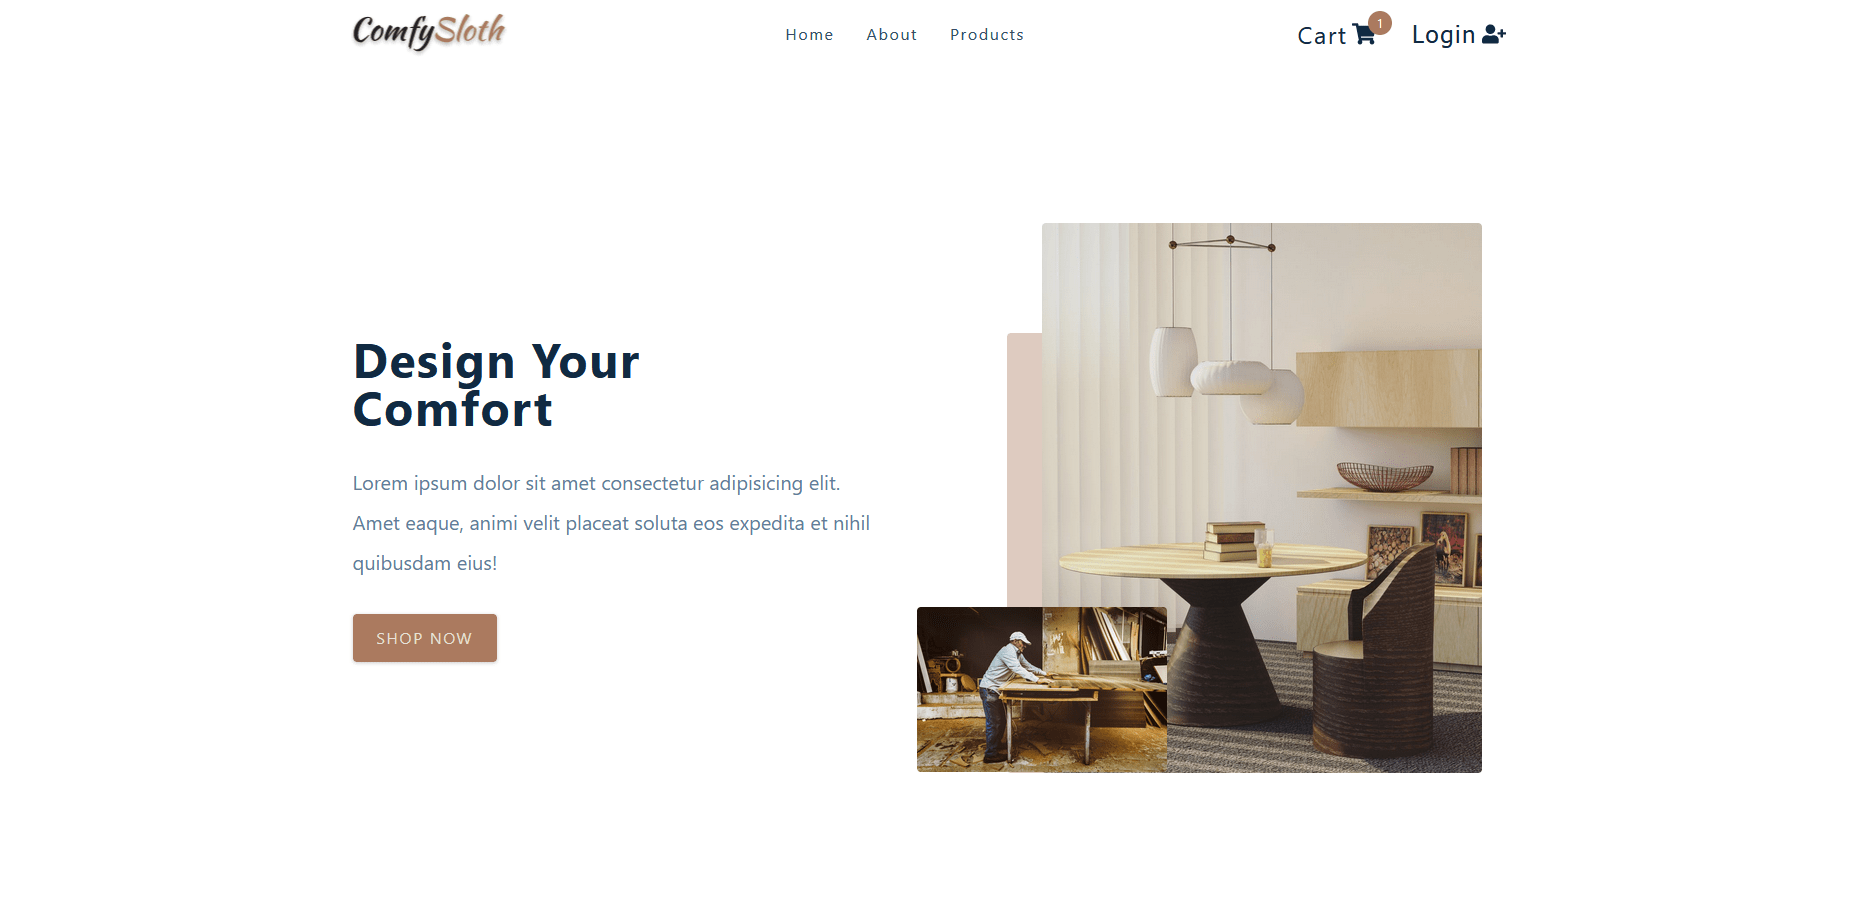 ComfySloth
Home About Products
Cart 1 Login
Design Your
Comfort
Lorem ipsum dolor sit amet consectetur adipisicing elit.
Amet eaque, animi velit placeat soluta eos expedita et nihil
quibusdam eius!
SHOP NOW